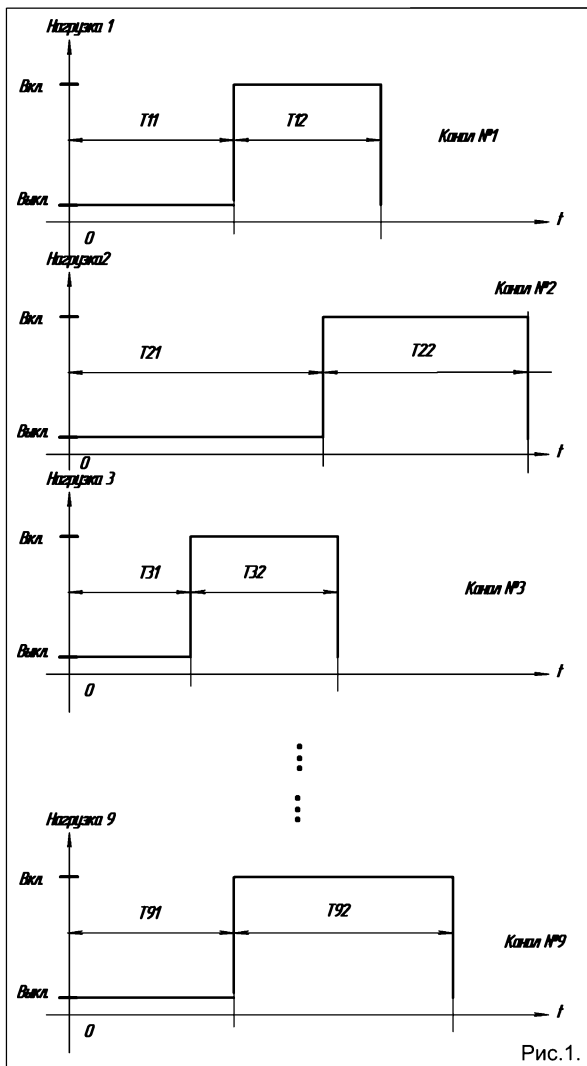 Нагрузка 1
Вкл.
T11
T12
Канал №1
Выкл.
0
t
Нагрузка2
Канал №2
Вкл.
T21
T22
Выкл.
0
t
Нагрузка 3
Вкл.
T31
T32
Канал №3
Выкл.
0
t
Нагрузка 9
Вкл.
T91
T92
Канал №9
Выкл.
0
t
Рис.1.